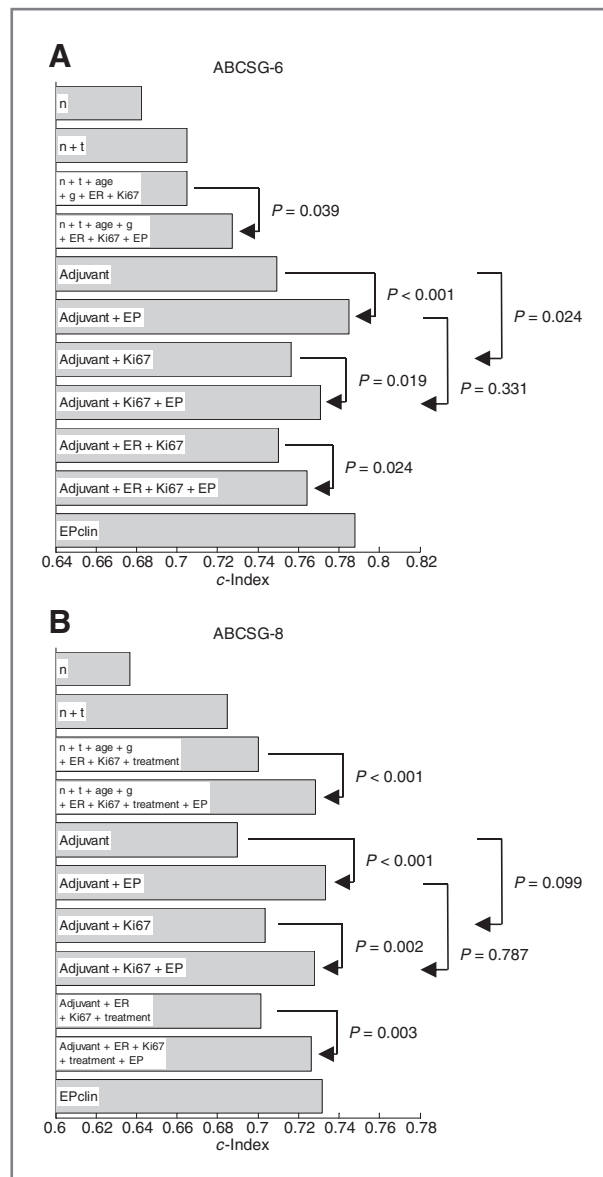 A
ABCSG-6
n
n + t
n + t + age
+ g + ER + Ki67
P = 0.039
n + t + age + g
+ ER + Ki67 + EP
Adjuvant
P < 0.001
P = 0.024
Adjuvant + EP
Adjuvant + Ki67
P = 0.019
P = 0.331
Adjuvant + Ki67 + EP
Adjuvant + ER + Ki67
P = 0.024
Adjuvant + ER + Ki67 + EP
EPclin
0.64 0.66 0.68 0.7 0.72 0.74 0.76 0.78 0.8 0.82
c-Index
B
ABCSG-8
n
n + t
n + t + age + g
+ ER + Ki67 + treatment
P < 0.001
n + t + age + g
+ ER + Ki67 + treatment + EP
Adjuvant
P < 0.001
P = 0.099
Adjuvant + EP
Adjuvant + Ki67
P = 0.002
P = 0.787
Adjuvant + Ki67 + EP
Adjuvant + ER
+ Ki67 + treatment
P = 0.003
Adjuvant + ER + Ki67
+ treatment + EP
EPclin
0.6 0.62 0.64 0.66 0.68 0.7 0.72 0.74 0.76 0.78
c-Index